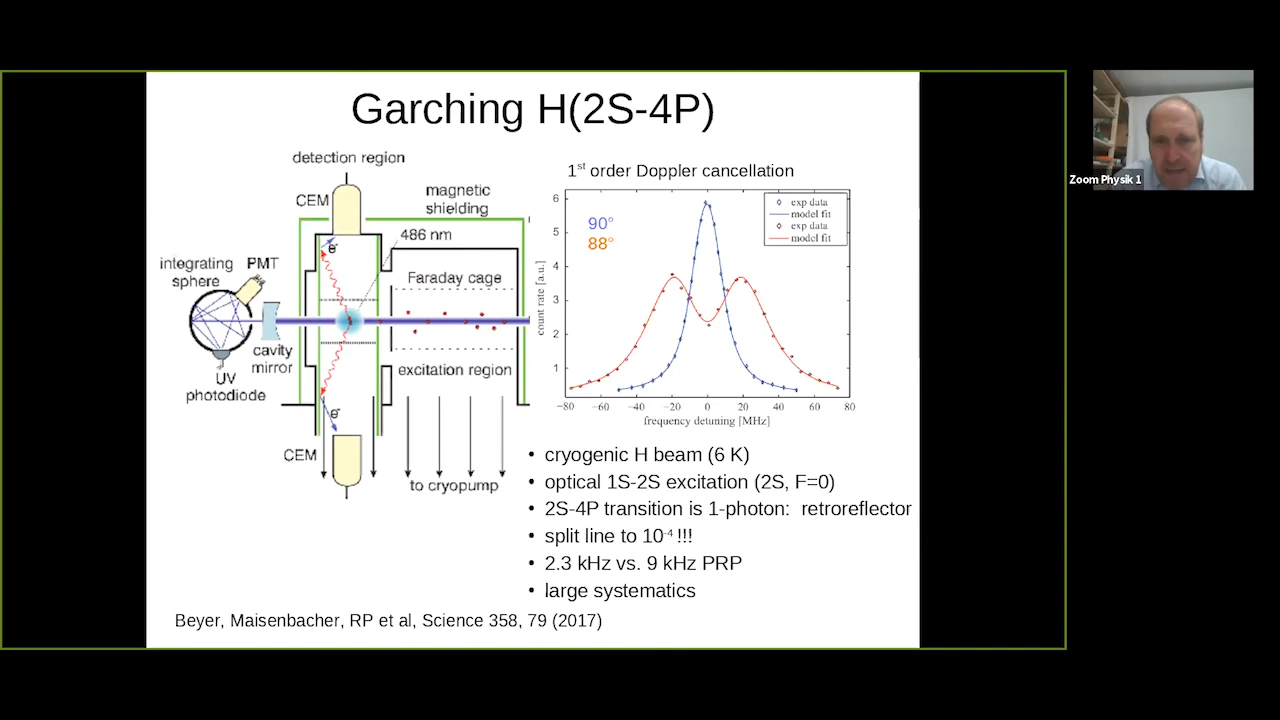 Garching H(2S-4P)
detection region
CEM
magnetic
shielding
486 nm
e-
integrating
sphere
PMT
Faraday cage
cavity
mirror
UV
photodiode
excitation region
e-
CEM
to cryopump
1st order Doppler cancellation
90°
88°
exp data
model fit
exp data
model fit
count rate [a.u.]
6
5
4
3
2
1
−80 −60 −40 −20 0 20 40 60 80
frequency detuning [MHz]
• cryogenic H beam (6 K)
• optical 1S-2S excitation (2S, F=0)
• 2S-4P transition is 1-photon: retroreflector
• split line to 10-4 !!!
• 2.3 kHz vs. 9 kHz PRP
• large systematics
Beyer, Maisenbacher, RP et al, Science 358, 79 (2017)
Zoom Physik 1